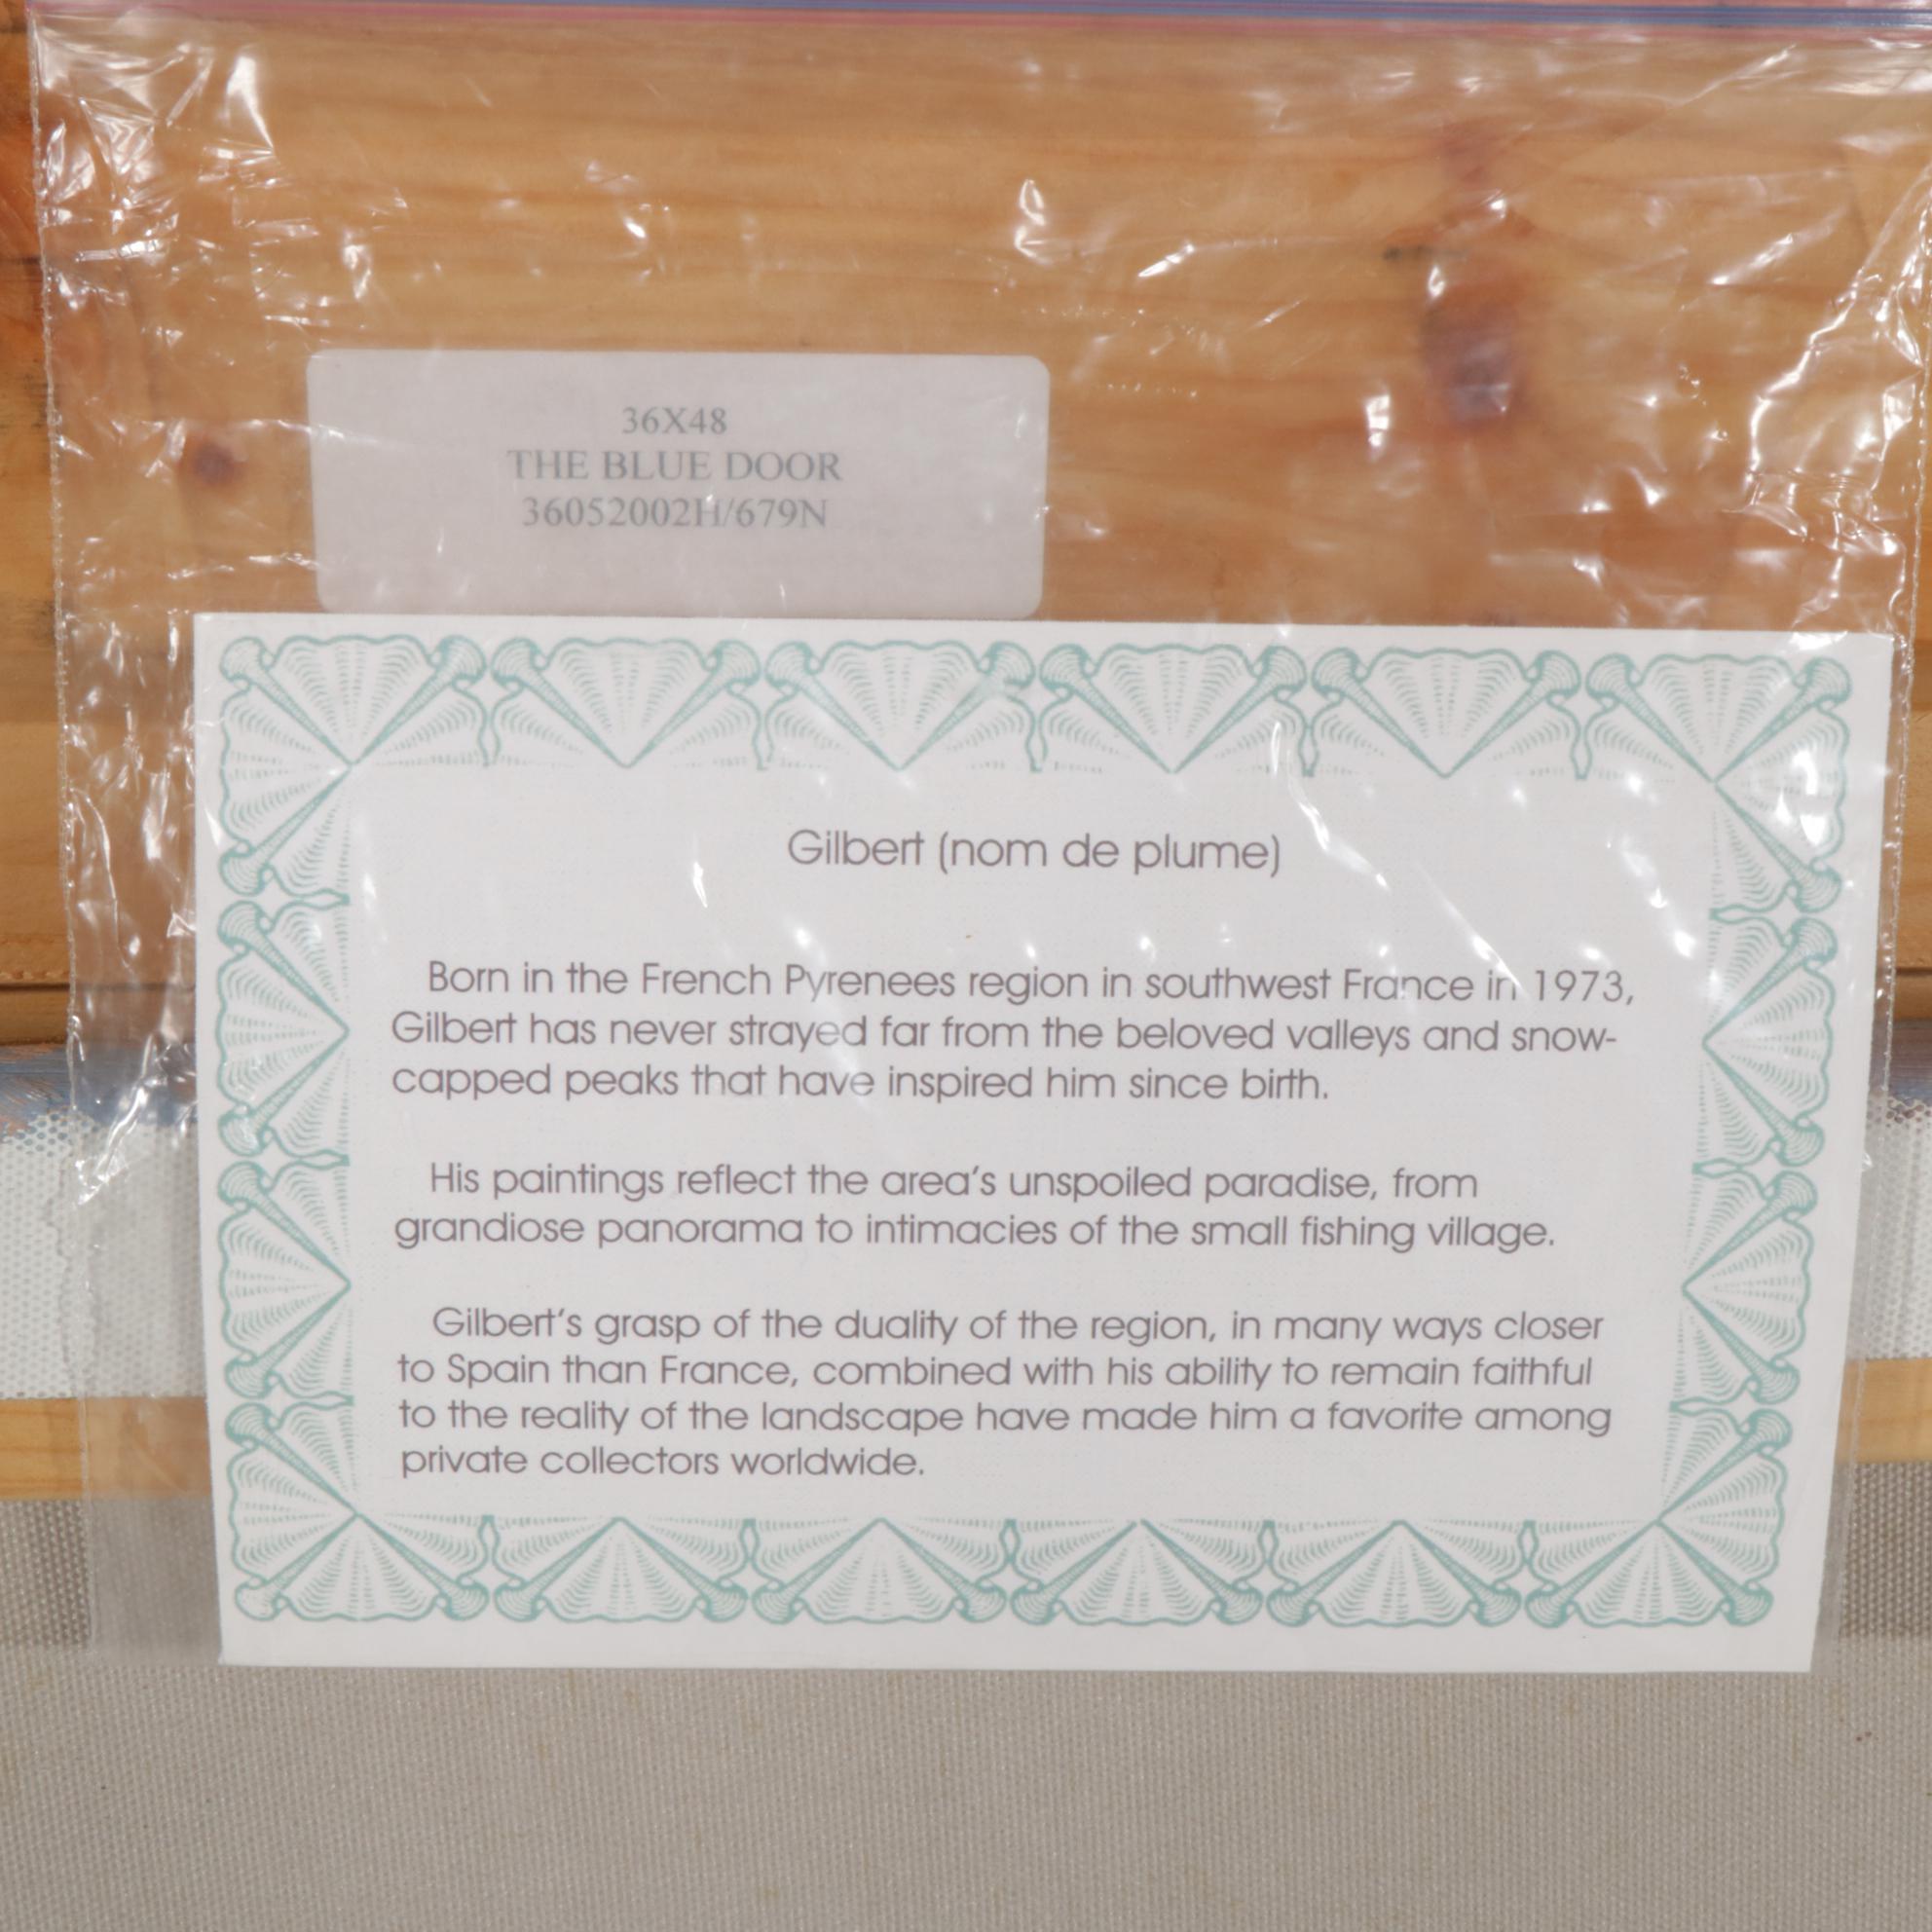 36X48
THE BLUE DOOR
36052002H/679N
Gilbert (nom de plume)
Born in the French Pyrenees region in southwest France in 1973,
Gilbert has never strayed far from the beloved valleys and snow-
capped peaks that have inspired him since birth.
His paintings reflect the area's unspoiled paradise, from
grandiose panorama to intimacies of the small fishing village.
Gilbert's grasp of the duality of the region, in many ways closer
to Spain than France, combined with his ability to remain faithful
to the reality of the landscape have made him a favorite among
private collectors worldwide.